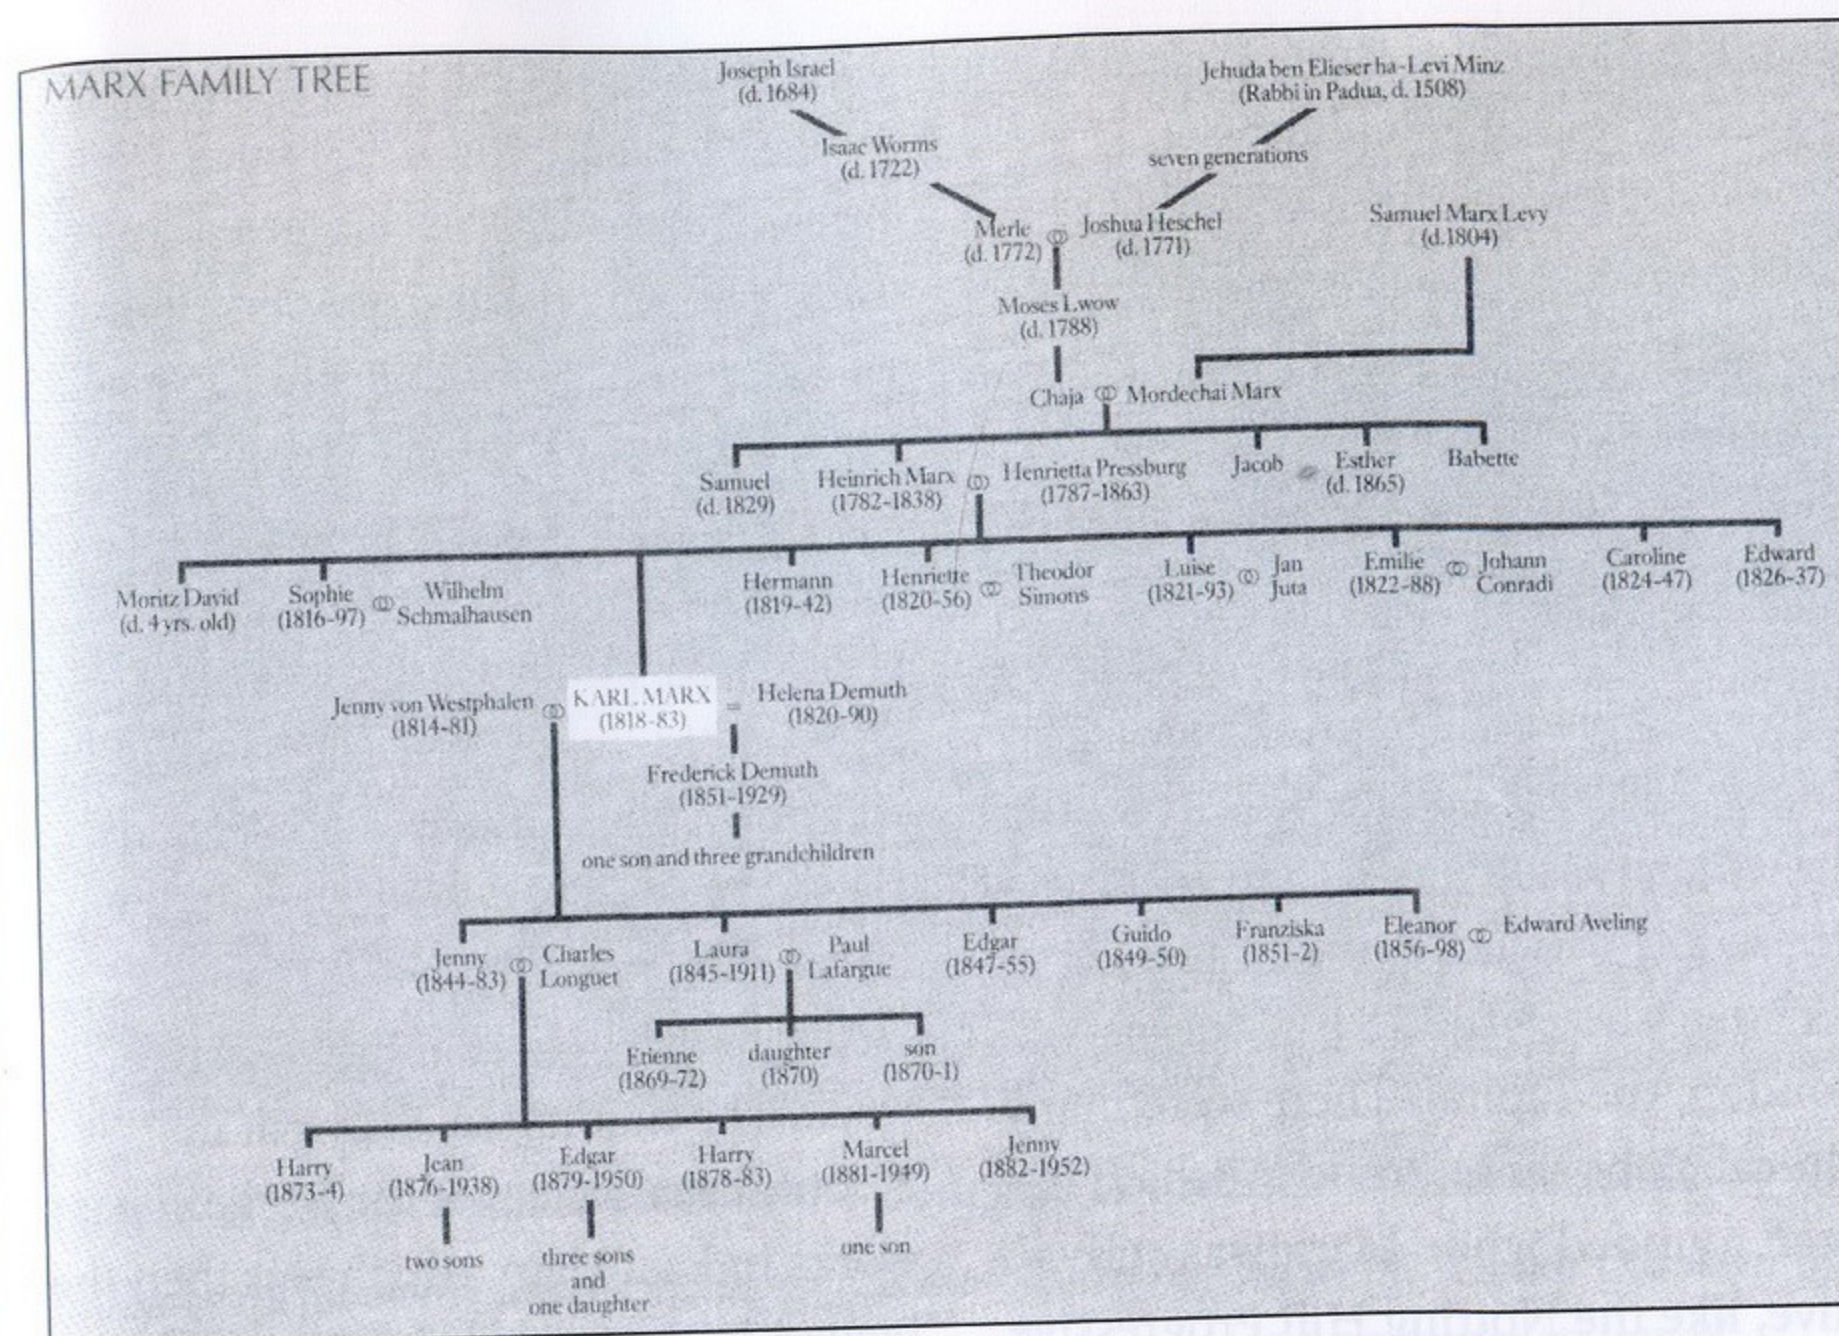 MARX FAMILY TREE
Joseph Israel
(d. 1684)
Jehuda ben Elieser ha-Levi Minz
(Rabbi in Padua, d. 1508)
Isaac Worms
(d. 1722)
seven generations
Merle
(d. 1772)
Joshua Heschel
(d. 1771)
Samuel Marx Levy
(d.1804)
Moses Lwow
(d. 1788)
Chaja
Mordechai Marx
Samuel
(d. 1829)
Heinrich Marx
(1782-1838)
Henrietta Pressburg
(1787-1863)
Jacob
Esther
(d. 1865)
Babette
Moritz David
(d. 4 yrs. old)
Sophie
(1816-97)
Wilhelm
Schmalhausen
Hermann
(1819-42)
Henriette
(1820-56)
Theodor
Simons
Luise
(1821-93)
Jan
Juta
Emilie
(1822-88)
Johann
Conradi
Caroline
(1824-47)
Edward
(1826-37)
Jenny von Westphalen
(1814-81)
KARL MARX
(1818-83)
Helena Demuth
(1820-90)
Frederick Demuth
(1851-1929)
one son and three grandchildren
Jenny
(1844-83)
Charles
Longuet
Laura
(1845-1911)
Paul
Lafargue
Edgar
(1847-55)
Guido
(1849-50)
Franziska
(1851-2)
Eleanor
(1856-98)
Edward Aveling
Etienne
(1869-72)
daughter
(1870)
son
(1870-1)
Harry
(1873-4)
Jean
(1876-1938)
Edgar
(1879-1950)
Harry
(1878-83)
Marcel
(1881-1949)
Jenny
(1882-1952)
two sons
three sons
and
one daughter
one son